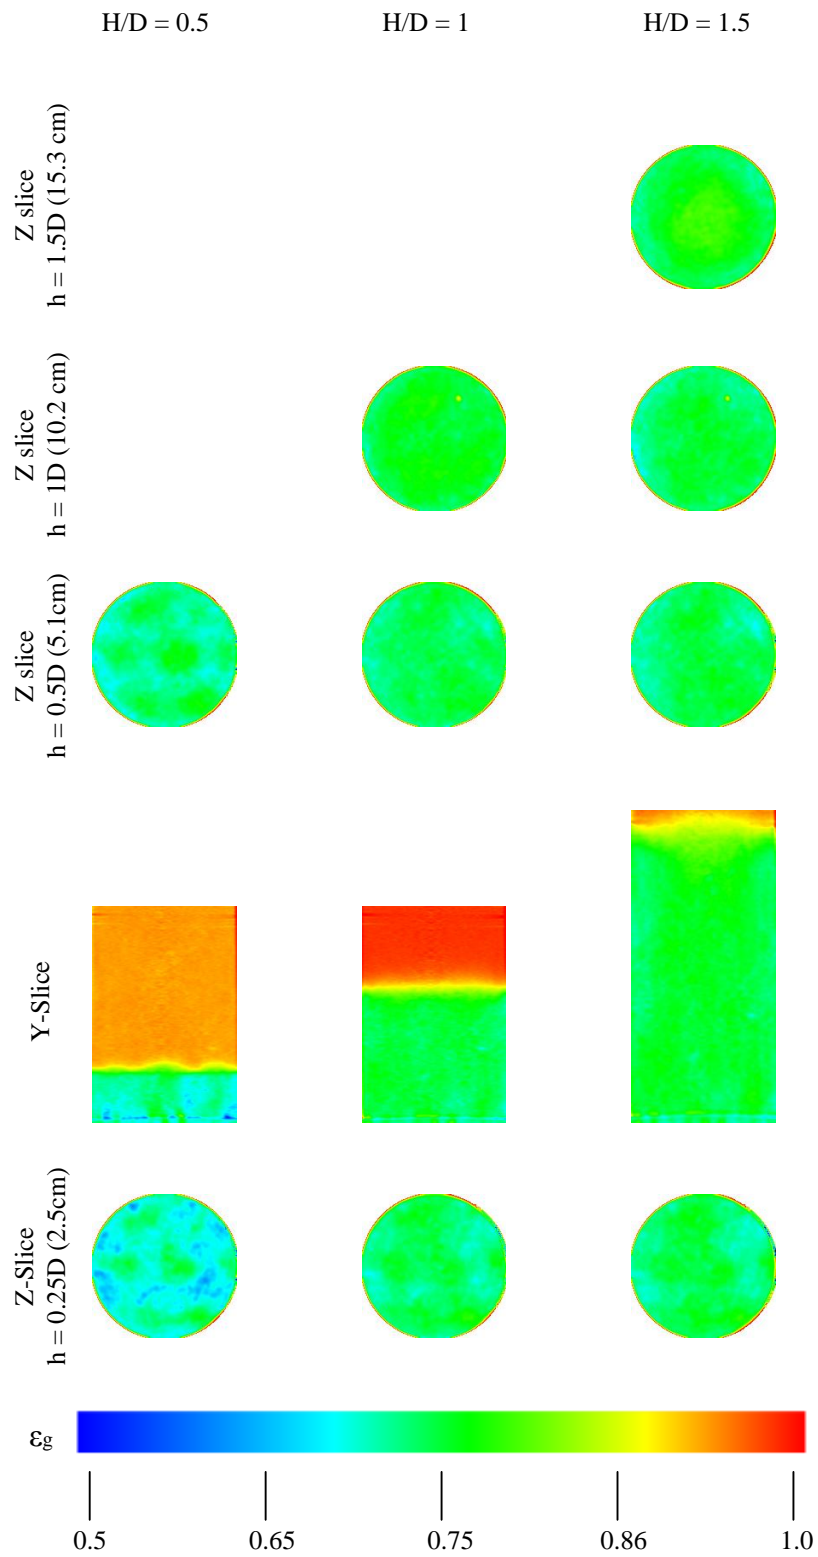 H/D = 0.5 H/D = 1 H/D = 1.5
Z slice
h = 1.5D (15.3 cm)
Z slice
h = 1D (10.2 cm)
Z slice
h = 0.5D (5.1cm)
Y-Slice
Z-Slice
h = 0.25D (2.5cm)
εg
0.5 0.65 0.75 0.86 1.0